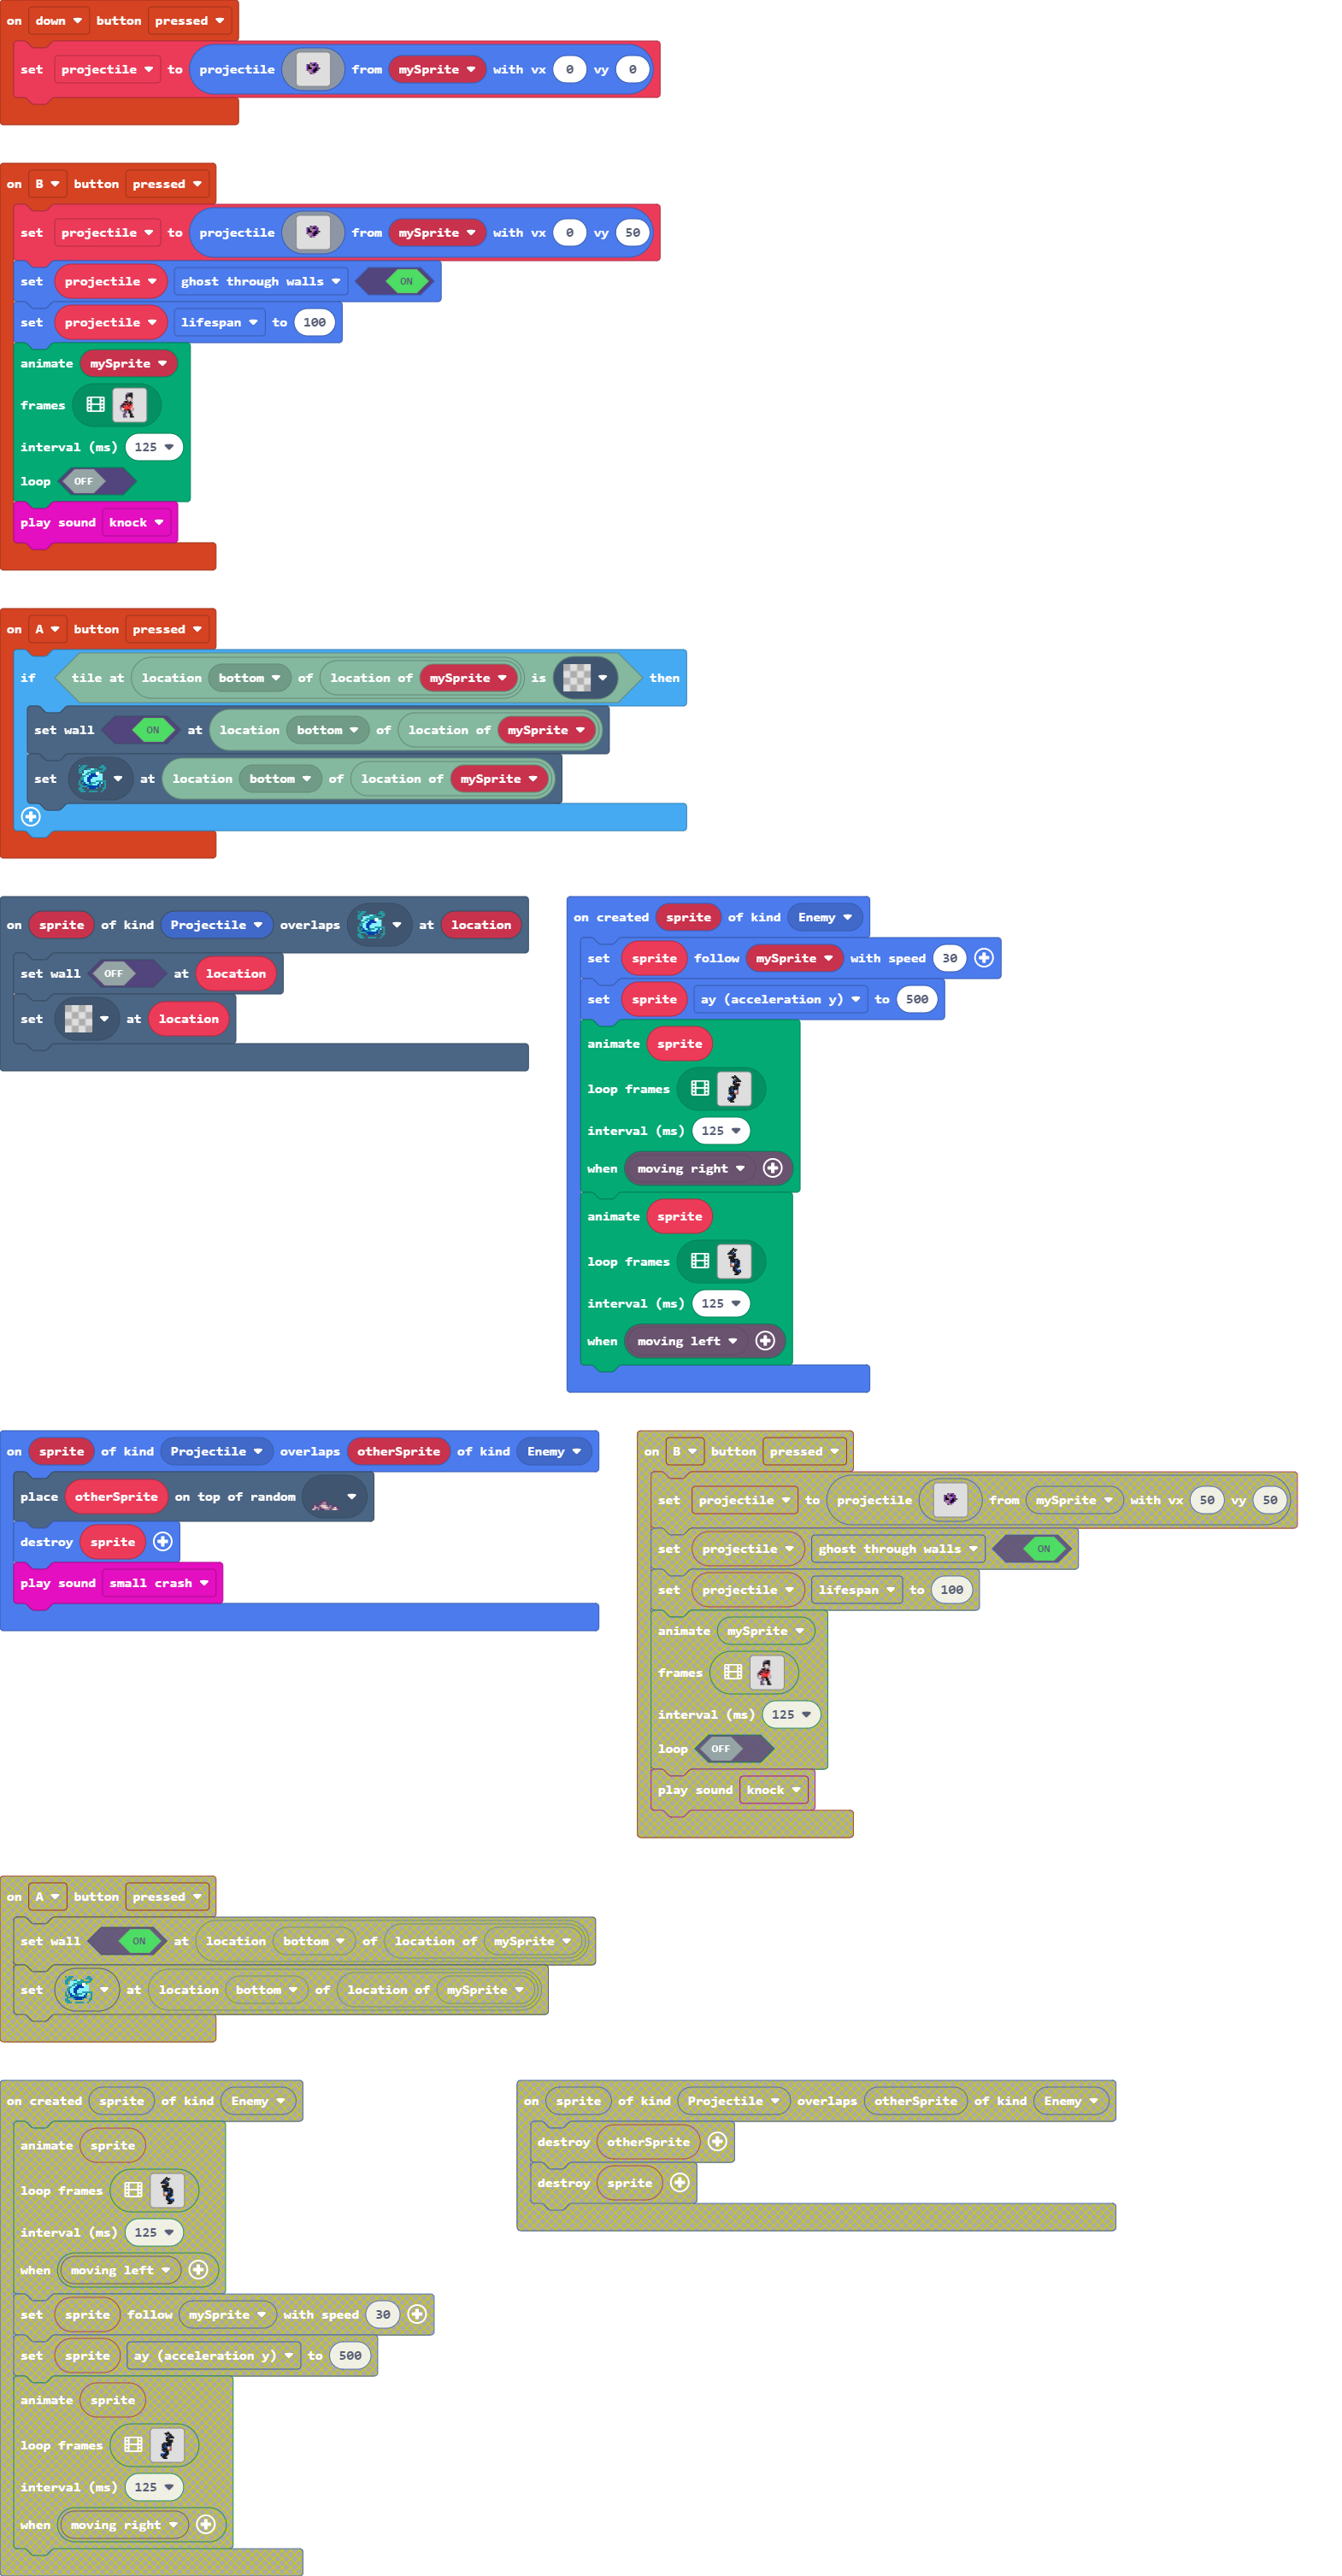 on down button pressed
set projectile to projectile from mySprite with vx 0 vy 0
on B button pressed
set projectile to projectile from mySprite with vx 0 vy 50
set projectile ghost through walls ON
set projectile lifespan to 100
animate mySprite
frames
interval (ms) 125
loop OFF
play sound knock
on A button pressed
if tile at location bottom of location of mySprite is then
set wall ON at location bottom of location of mySprite
set at location bottom of location of mySprite
on sprite of kind Projectile overlaps at location
set wall OFF at location
set at location
on created sprite of kind Enemy
set sprite follow mySprite with speed 30
set sprite ay (acceleration y) to 500
animate sprite
loop frames
interval (ms) 125
when moving right
animate sprite
loop frames
interval (ms) 125
when moving left
on sprite of kind Projectile overlaps otherSprite of kind Enemy
place otherSprite on top of random
destroy sprite
play sound small crash
on B button pressed
set projectile to projectile from mySprite with vx 50 vy 50
set projectile ghost through walls ON
set projectile lifespan to 100
animate mySprite
frames
interval (ms) 125
loop OFF
play sound knock
on A button pressed
set wall ON at location bottom of location of mySprite
set at location bottom of location of mySprite
on created sprite of kind Enemy
animate sprite
loop frames
interval (ms) 125
when moving left
set sprite follow mySprite with speed 30
set sprite ay (acceleration y) to 500
animate sprite
loop frames
interval (ms) 125
when moving right
on sprite of kind Projectile overlaps otherSprite of kind Enemy
destroy otherSprite
destroy sprite